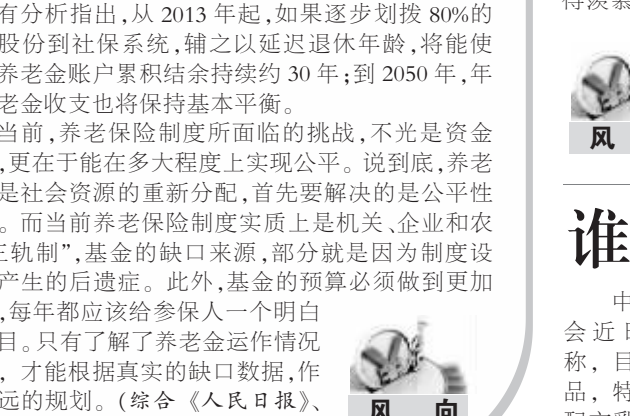 有分析指出,从 2013 年起,如果逐步划拨 80%的
股份到社保系统,辅之以延迟退休年龄,将能使
养老金账户累积结余持续约 30 年;到 2050 年,年
老金收支也将保持基本平衡。
当前,养老保险制度所面临的挑战,不光是资金
,更在于能在多大程度上实现公平。说到底,养老
是社会资源的重新分配,首先要解决的是公平性
。而当前养老保险制度实质上是机关、企业和农
三轨制”,基金的缺口来源,部分就是因为制度设
产生的后遗症。此外,基金的预算必须做到更加
,每年都应该给参保人一个明白
目。只有了解了养老金运作情况
,才能根据真实的缺口数据,作
远的规划。(综合《人民日报》、
风 向
风
谁
中
会近日
称,目
品,特